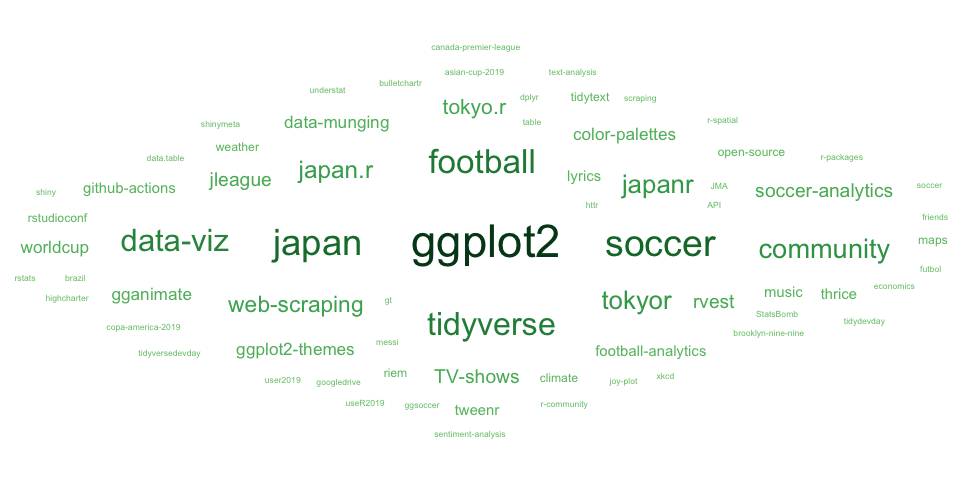 canada-premier-league
asian-cup-2019
text-analysis
bulletchartr
understat
dplyr
tidytext
scraping
tokyo.r
shinymeta
data-munging
table
color-palettes
r-spatial
weather
open-source
data.table
football
r-packages
jleague
japan.r
lyrics
japanr
JMA
soccer-analytics
soccer
shiny
github-actions
httr
API
rstudioconf
friends
worldcup
data-viz
japan
ggplot2
soccer
community
maps
rstats
brazil
futbol
highcharter
gganimate
web-scraping
gt
tokyor
rvest
music
thrice
economics
copa-america-2019
tidyverse
StatsBomb
tidydevday
brooklyn-nine-nine
tidyversedevday
ggplot2-themes
messi
football-analytics
user2019
googledrive
riem
TV-shows
climate
joy-plot
xkcd
useR2019
ggsoccer
tweenr
r-community
sentiment-analysis